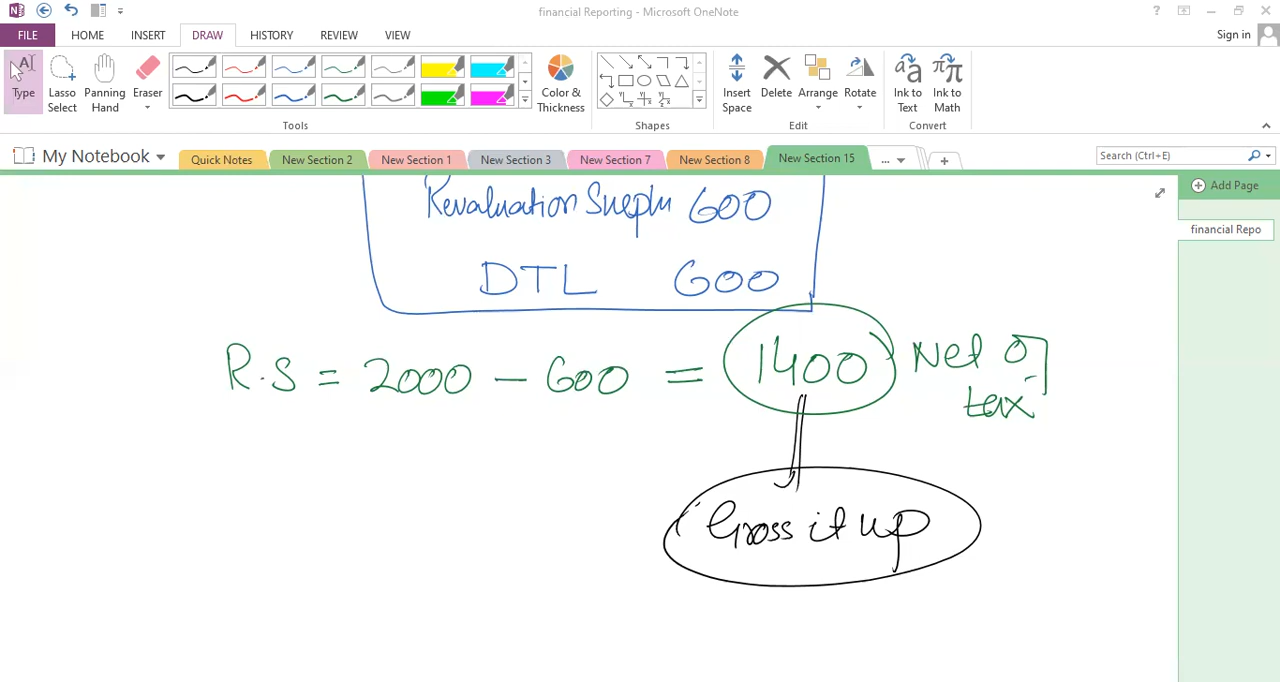 financial Reporting - Microsoft OneNote
?
FILE HOME INSERT DRAW HISTORY REVIEW VIEW Sign in
Type
Lasso Select
Panning Hand
Eraser
Color & Thickness
Insert Space
Delete
Arrange
Rotate
Ink to Text
Ink to Math
Tools Shapes Edit Convert
My Notebook Quick Notes New Section 2 New Section 1 New Section 3 New Section 7 New Section 8 New Section 15 ... Search (Ctrl+E)
Add Page
financial Repo
Revaluation 600
DTL 600
R.S = 2000 - 600 = 1400 Net of
tax
Gross it up